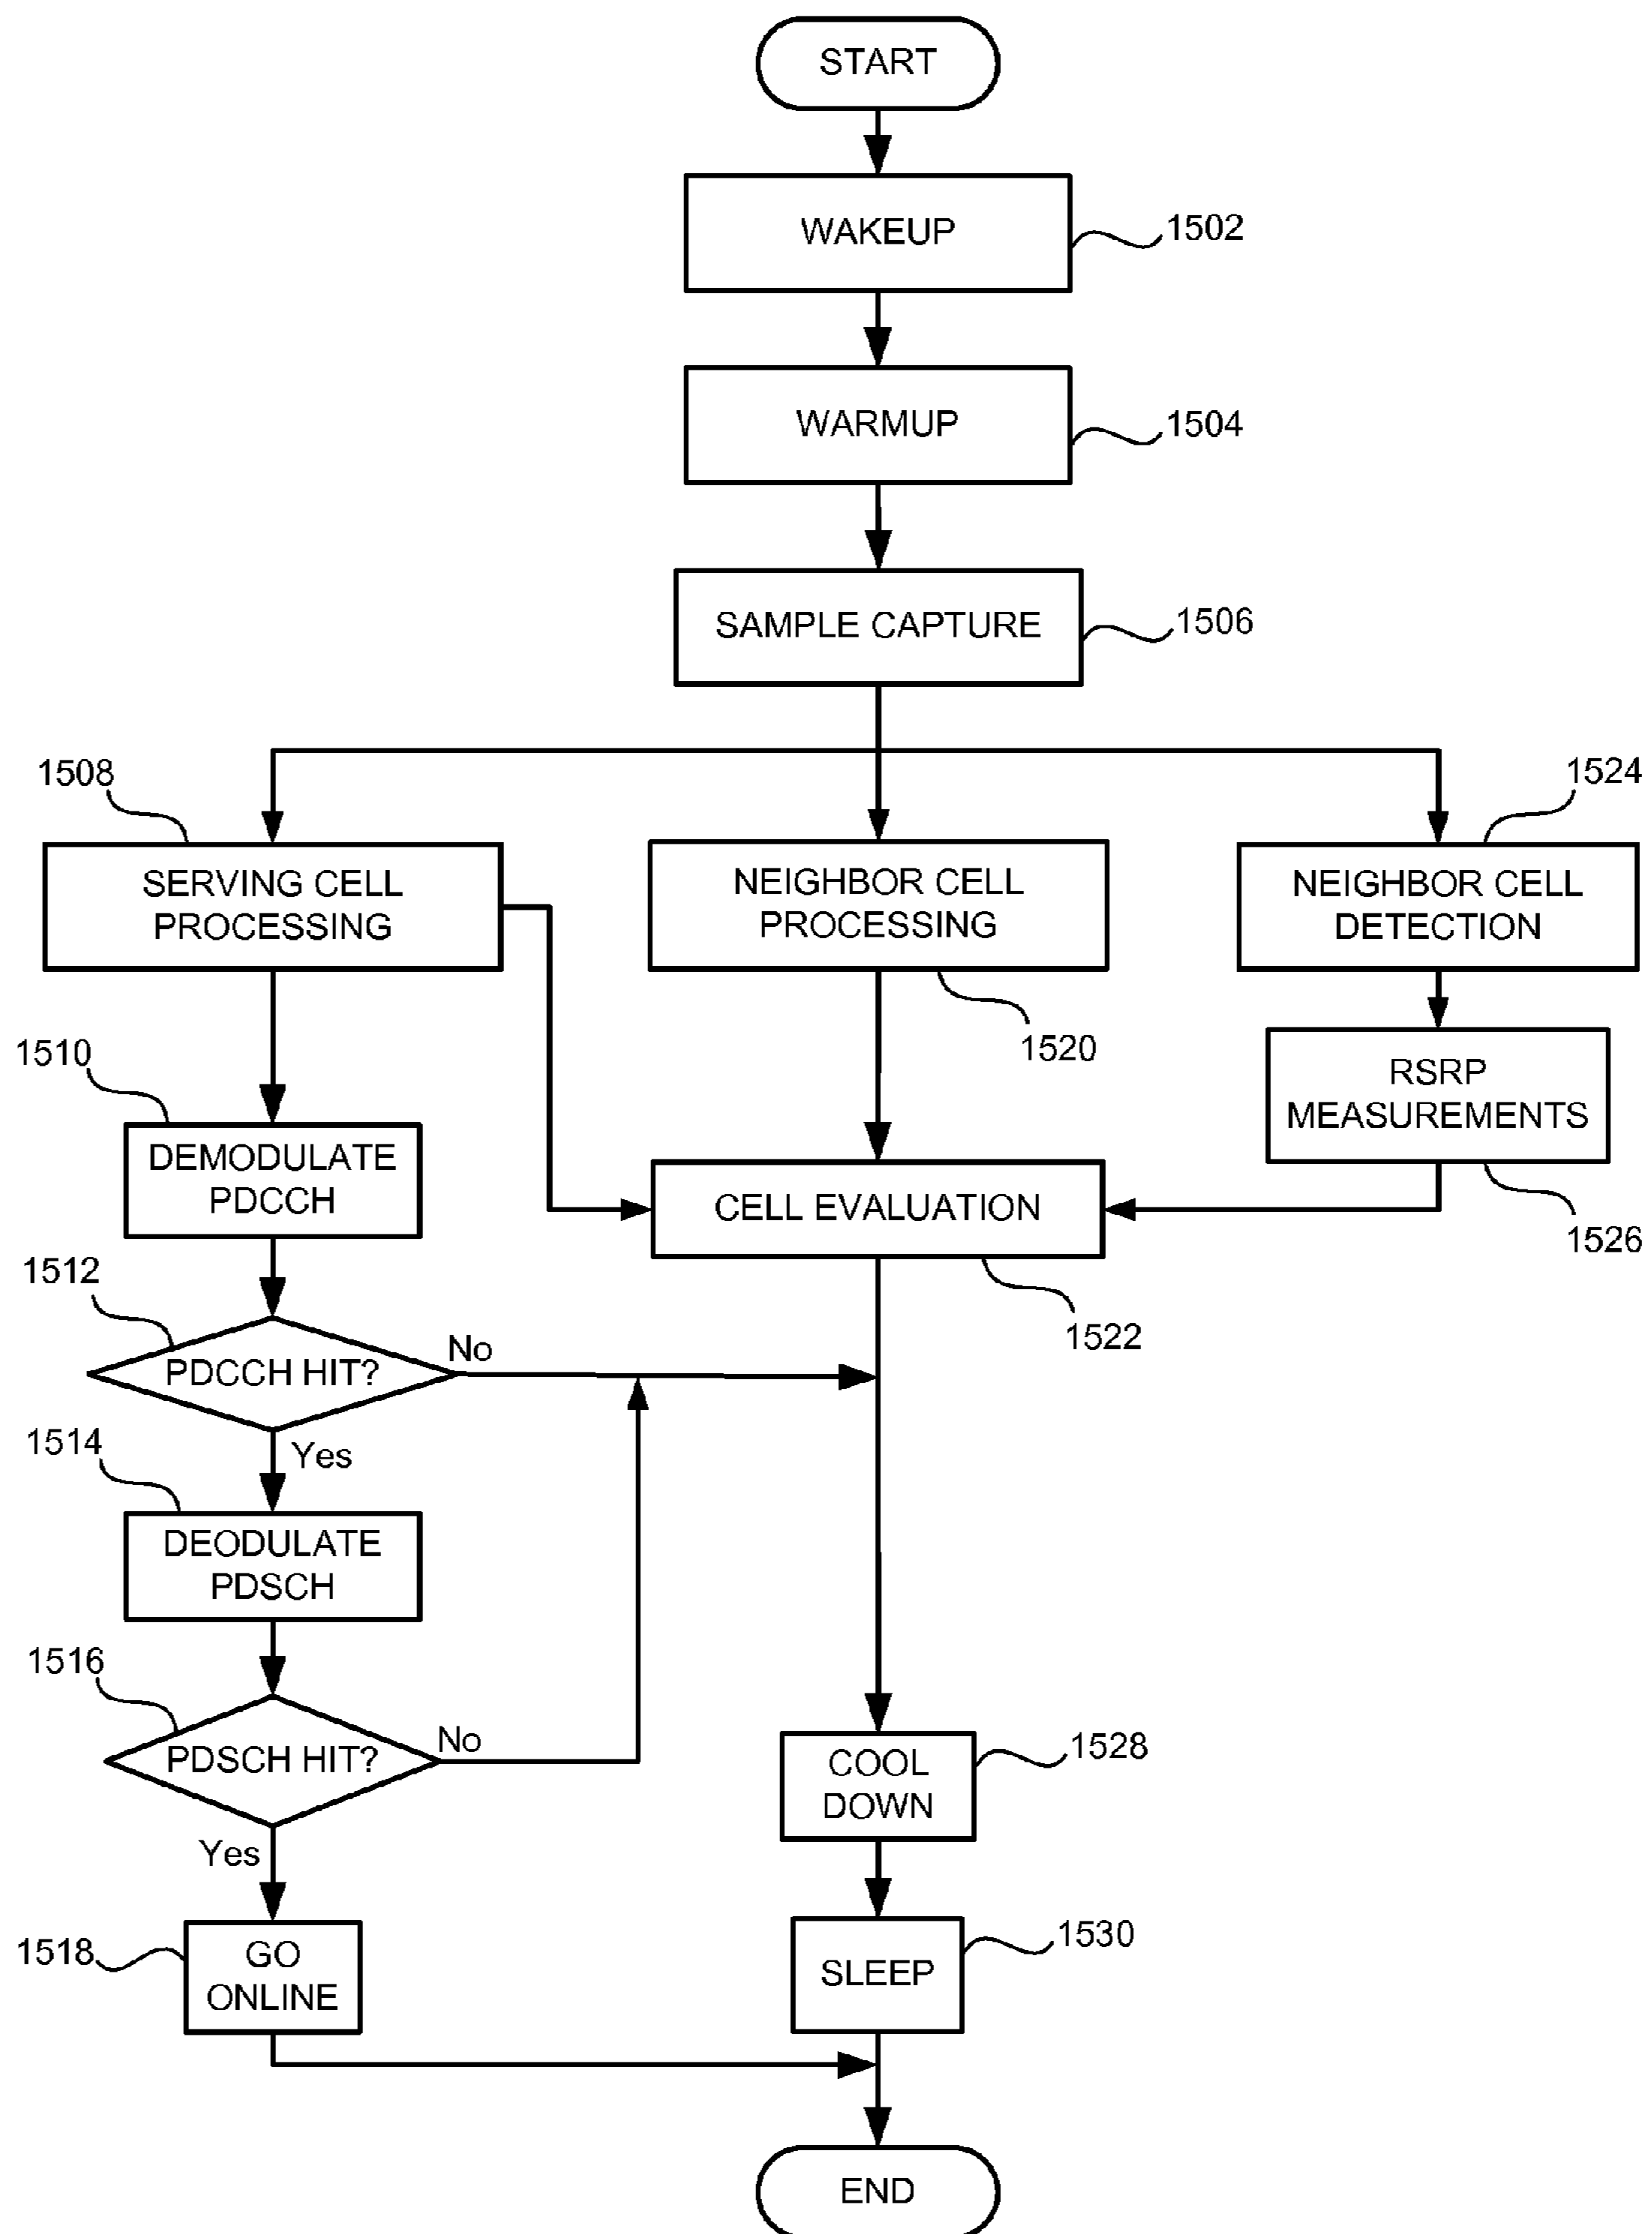 START
WAKEUP
1502
WARMUP
1504
SAMPLE CAPTURE
1506
1508
1524
SERVING CELL
PROCESSING
NEIGHBOR CELL
PROCESSING
NEIGHBOR CELL
DETECTION
1520
1510
RSRP
MEASUREMENTS
DEMODULATE
PDCCH
CELL EVALUATION
1526
1512
1522
PDCCH HIT?
No
Yes
1514
DEODULATE
PDSCH
1516
PDSCH HIT?
No
Yes
COOL
DOWN
1528
1518
GO
ONLINE
SLEEP
1530
END